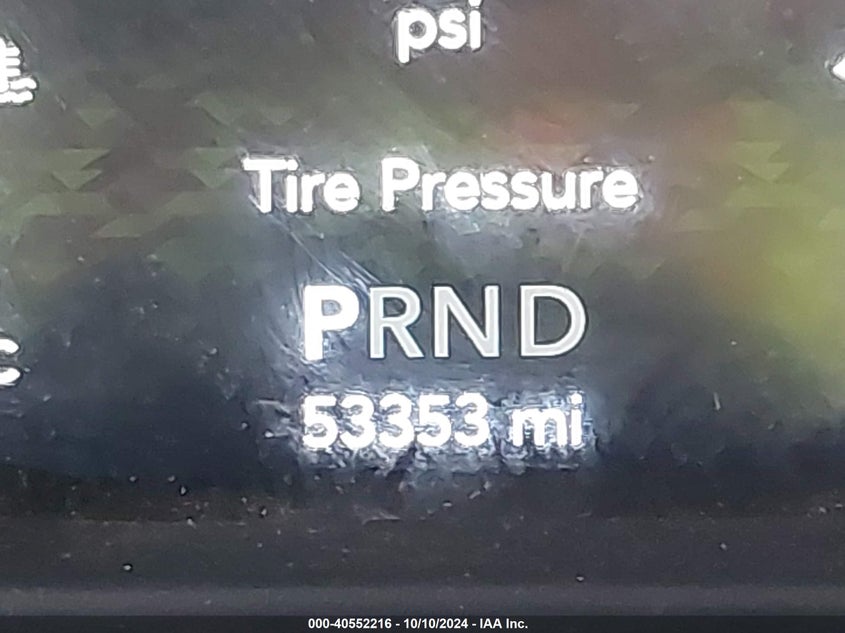 psi
Tire Pressure
PRND
53353 mi
000-40552216 - 10/10/2024 - IAA Inc.